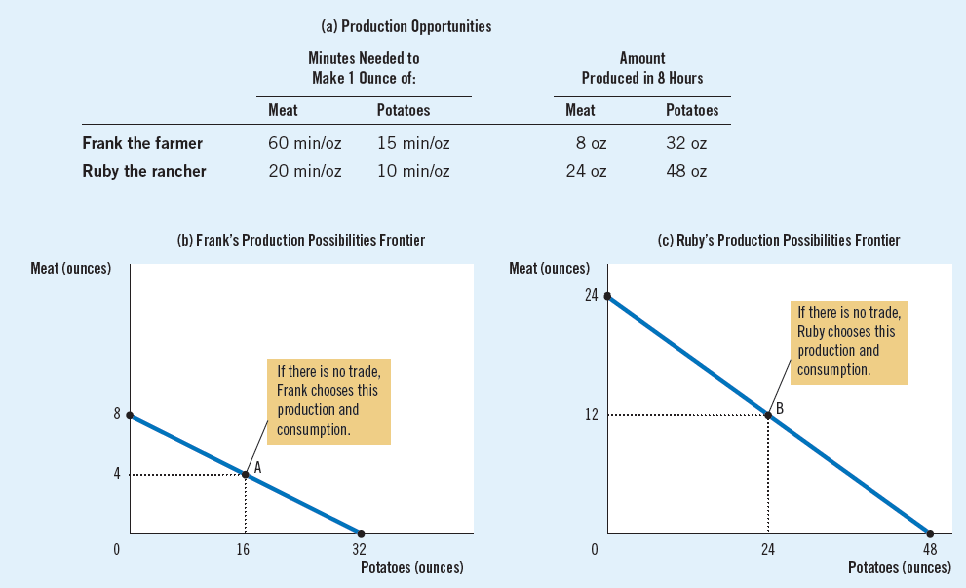 (a) Production Opportunities
Minutes Needed to
Make 1 Ounce of:
Amount
Produced in 8 Hours
Meat Potatoes Meat Potatoes
Frank the farmer 60 min/oz 15 min/oz 8 oz 32 oz
Ruby the rancher 20 min/oz 10 min/oz 24 oz 48 oz
(b) Frank’s Production Possibilities Frontier
Meat (ounces)
If there is no trade,
Frank chooses this
production and
consumption.
8
4
A
0 16 32
Potatoes (ounces)
(c) Ruby’s Production Possibilities Frontier
Meat (ounces)
24
If there is no trade,
Ruby chooses this
production and
consumption.
12
B
0 24 48
Potatoes (ounces)